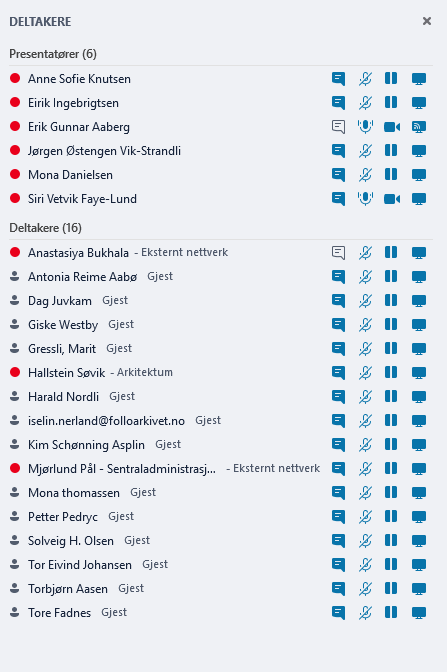 DELTAKERE
Presentatører (6)
Anne Sofie Knutsen
Eirik Ingebrigtsen
Erik Gunnar Aaberg
Jørgen Østengen Vik-Strandli
Mona Danielsen
Siri Vetvik Faye-Lund
Deltakere (16)
Anastasiya Bukhala - Eksternt nettverk
Antonia Reime Aabø Gjest
Dag Juvkam Gjest
Giske Westby Gjest
Gressli, Marit Gjest
Hallstein Søvik - Arkitektum
Harald Nordli Gjest
iselin.nerland@folloarkivet.no Gjest
Kim Schønning Asplin Gjest
Mjørlund Pål - Sentraladministrasj... - Eksternt nettverk
Mona thomassen Gjest
Petter Pedryc Gjest
Solveig H. Olsen Gjest
Tor Eivind Johansen Gjest
Torbjørn Aasen Gjest
Tore Fadnes Gjest